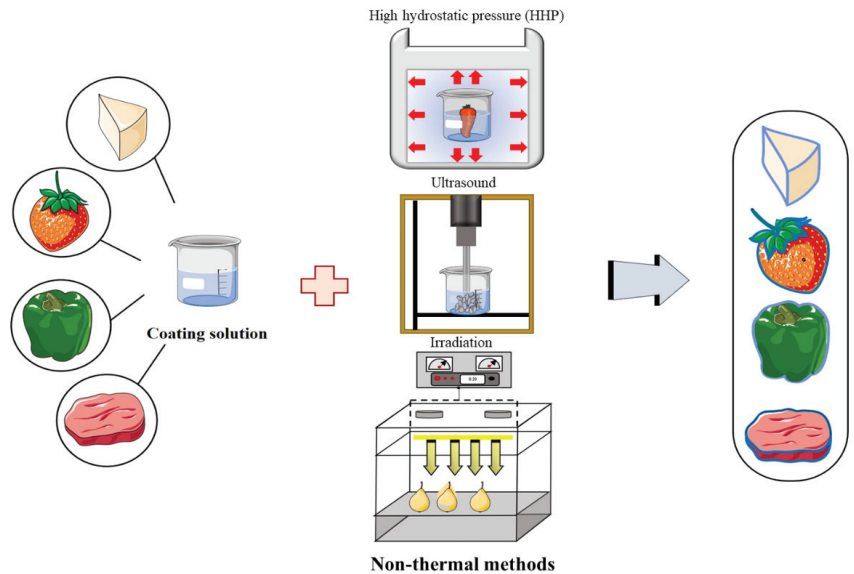 High hydrostatic pressure (HHP)
Ultrasound
Coating solution
Irradiation
Non-thermal methods